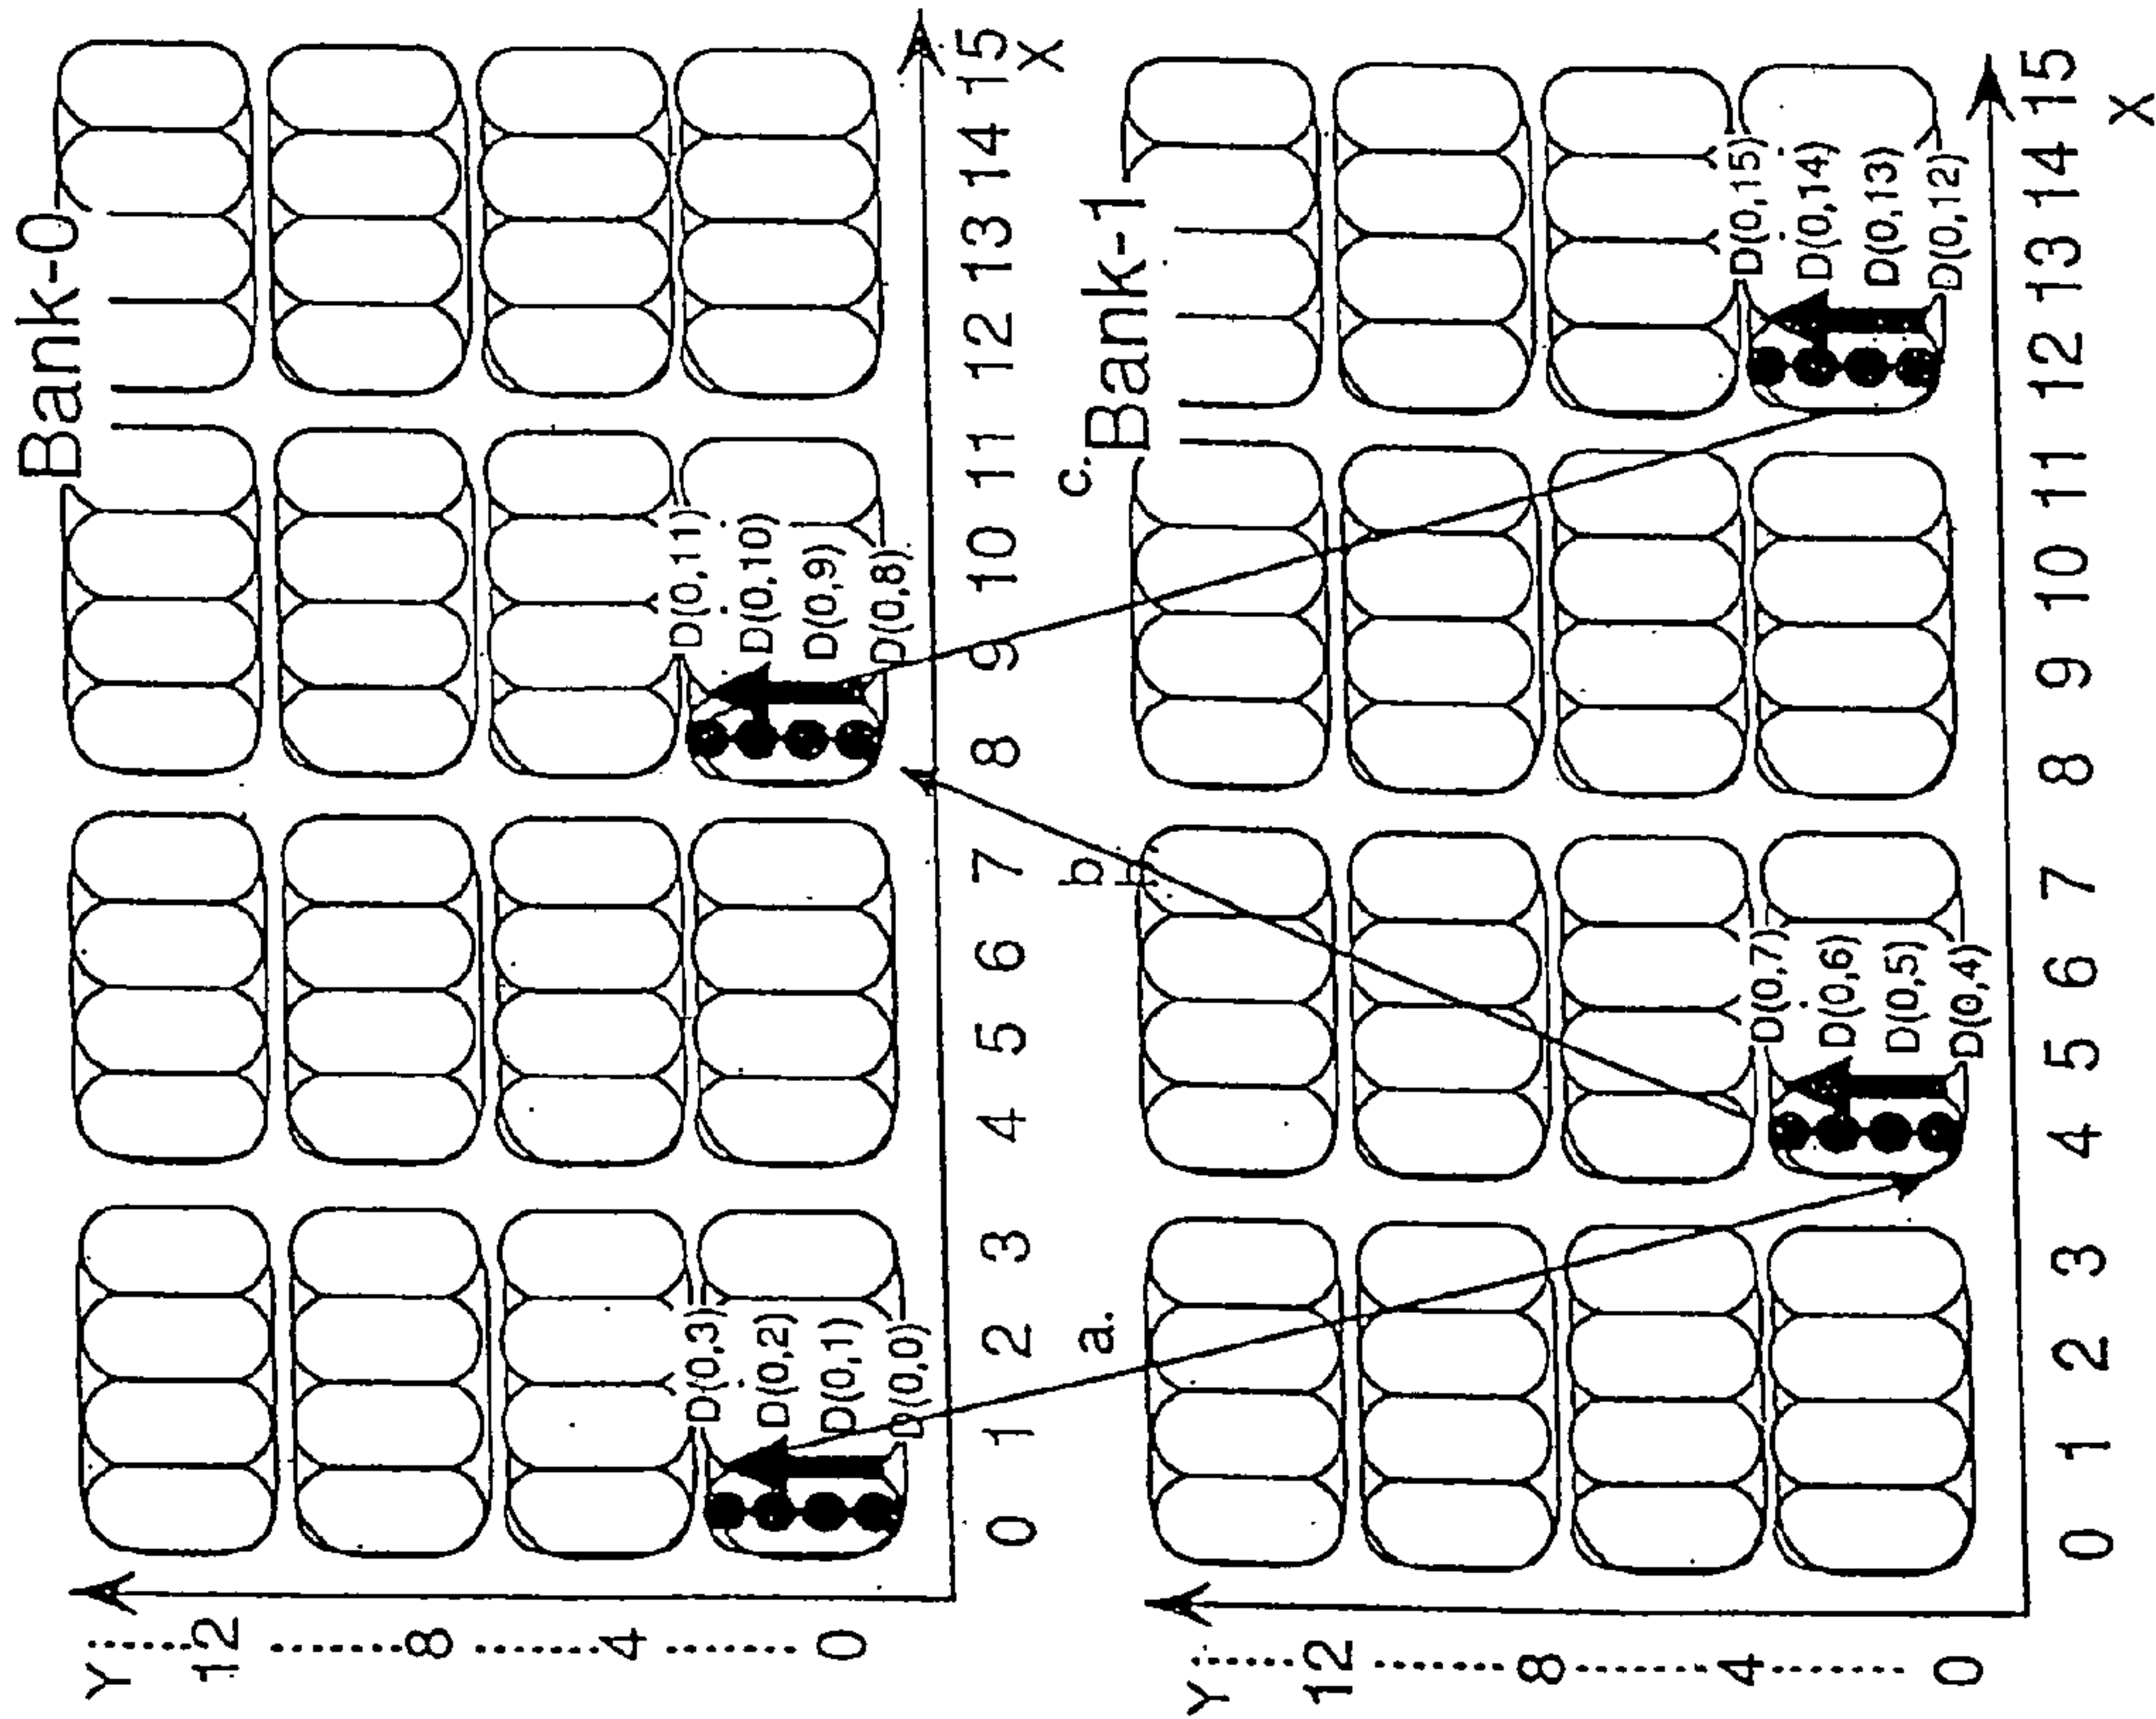 Bank-0
Y
12
8
4
0
D(0,3)
D(0,2)
D(0,1)
D(0,0)
D(0,11)
D(0,10)
D(0,9)
D(0,8)
0 1 2 3 4 5 6 7 8 9 10 11 12 13 14 15
X
a.
b
c.
Bank-1
Y
12
8
4
0
D(0,7)
D(0,6)
D(0,5)
D(0,4)
D(0,15)
D(0,14)
D(0,13)
D(0,12)
0 1 2 3 4 5 6 7 8 9 10 11 12 13 14 15
X